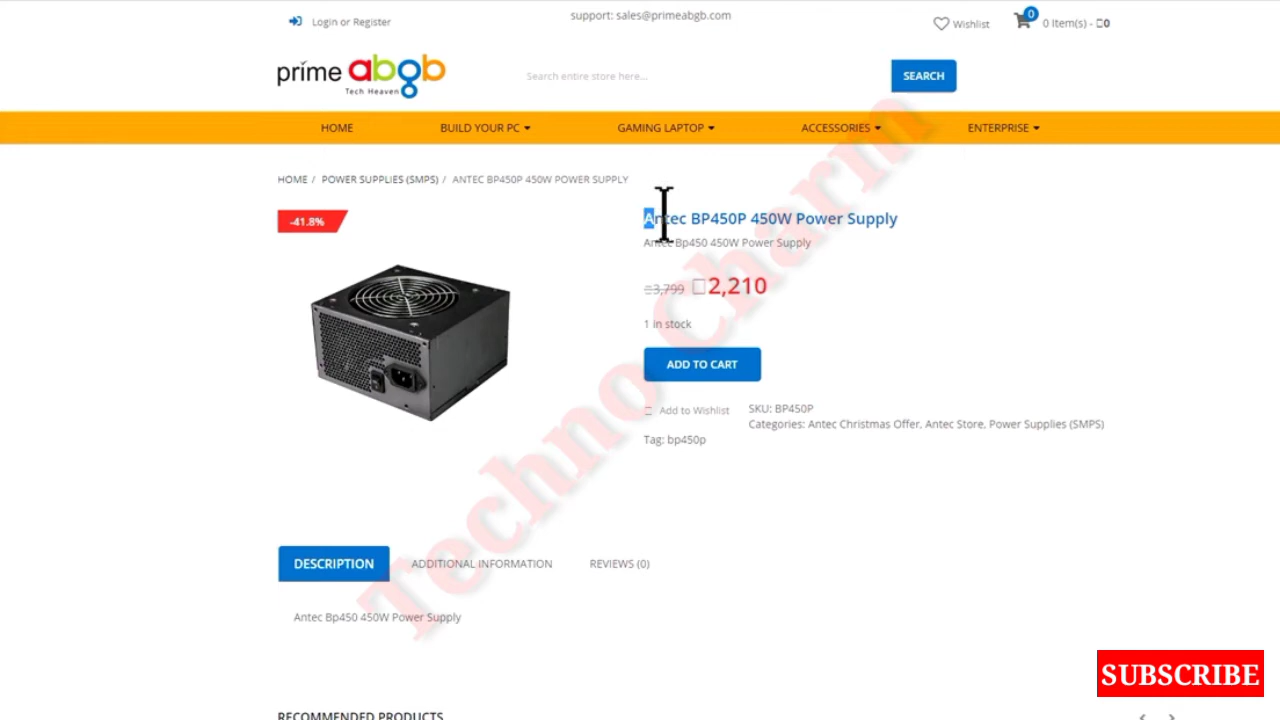 Login or Register
support: sales@primeabgb.com
Wishlist
0
0 Item(s) - 0
prime abgb
Tech Heaven
Search entire store here...
SEARCH
HOME
BUILD YOUR PC
GAMING LAPTOP
ACCESSORIES
ENTERPRISE
HOME / POWER SUPPLIES (SMPS) / ANTEC BP450P 450W POWER SUPPLY
-41.8%
Antec BP450P 450W Power Supply
Antec Bp450 450W Power Supply
3,799 2,210
1 in stock
ADD TO CART
Add to Wishlist
SKU: BP450P
Categories: Antec Christmas Offer, Antec Store, Power Supplies (SMPS)
Tag: bp450p
Techno Charm
DESCRIPTION
ADDITIONAL INFORMATION
REVIEWS (0)
Antec Bp450 450W Power Supply
SUBSCRIBE
RECOMMENDED PRODUCTS